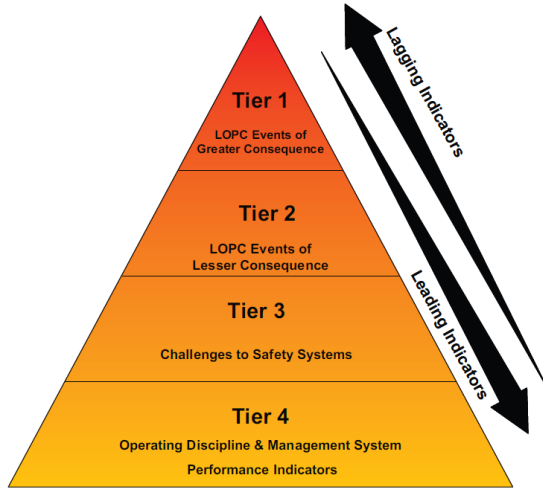 Tier 1
LOPC Events of
Greater Consequence
Tier 2
LOPC Events of
Lesser Consequence
Tier 3
Challenges to Safety Systems
Tier 4
Operating Discipline & Management System
Performance Indicators
Lagging Indicators
Leading Indicators